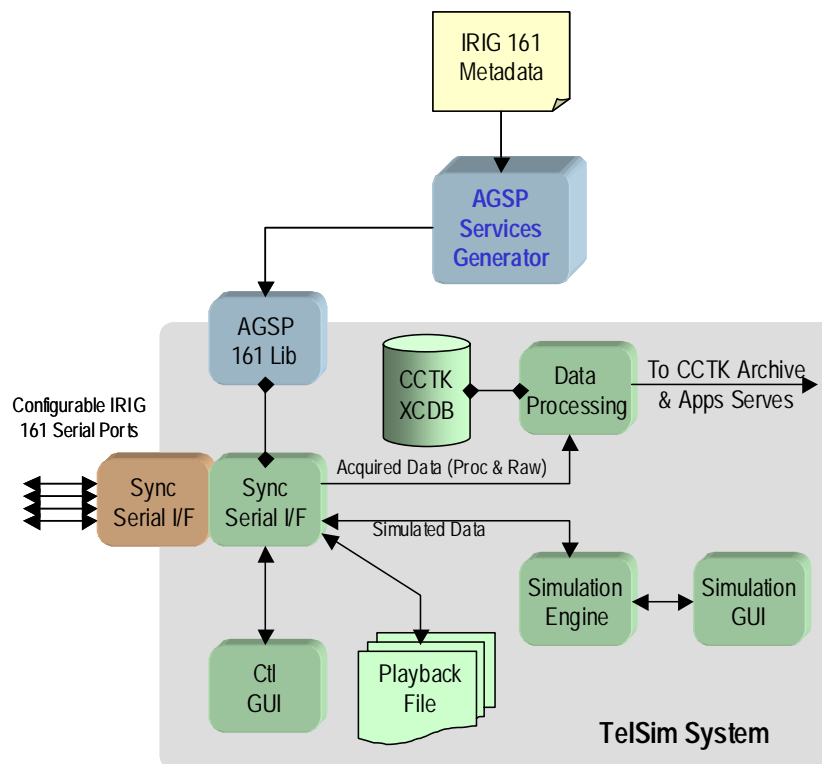 IRIG 161
Metadata
AGSP
Services
Generator
AGSP
161 Lib
CCTK
XCDB
Data
Processing
To CCTK Archive
& Apps Serves
Configurable IRIG
161 Serial Ports
Sync
Serial I/F
Sync
Serial I/F
Acquired Data (Proc & Raw)
Simulated Data
Simulation
Engine
Simulation
GUI
Ctl
GUI
Playback
File
TelSim System